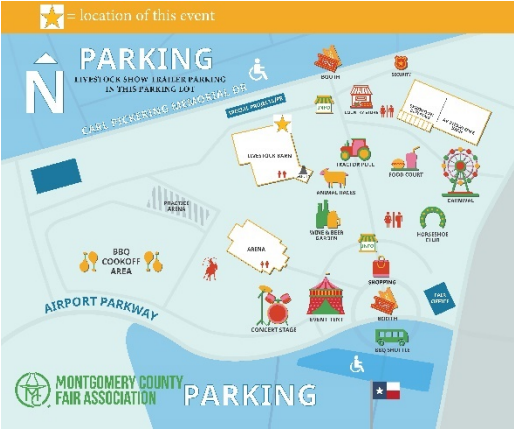 = location of this event
PARKING
LIVESTOCK SHOW TRAILER PARKING
IN THIS PARKING LOT
N
CARL PICKERING MEMORIAL DR
BOOTH
SECURITY
INFO
LIVESTOCK BARN
TRACTOR PULL
FOOD COURT
CARNIVAL
ANIMAL RACES
PRACTICE
ARENA
WINE & BEER
GARDEN
HORSESHOE
CLUB
ARENA
INFO
BBQ
COOKOFF
AREA
SHOPPING
FAIR
OFFICE
AIRPORT PARKWAY
CONCERT STAGE
EVENT TENT
BOOTH
BBQ SHUTTLE
MONTGOMERY COUNTY
FAIR ASSOCIATION
PARKING